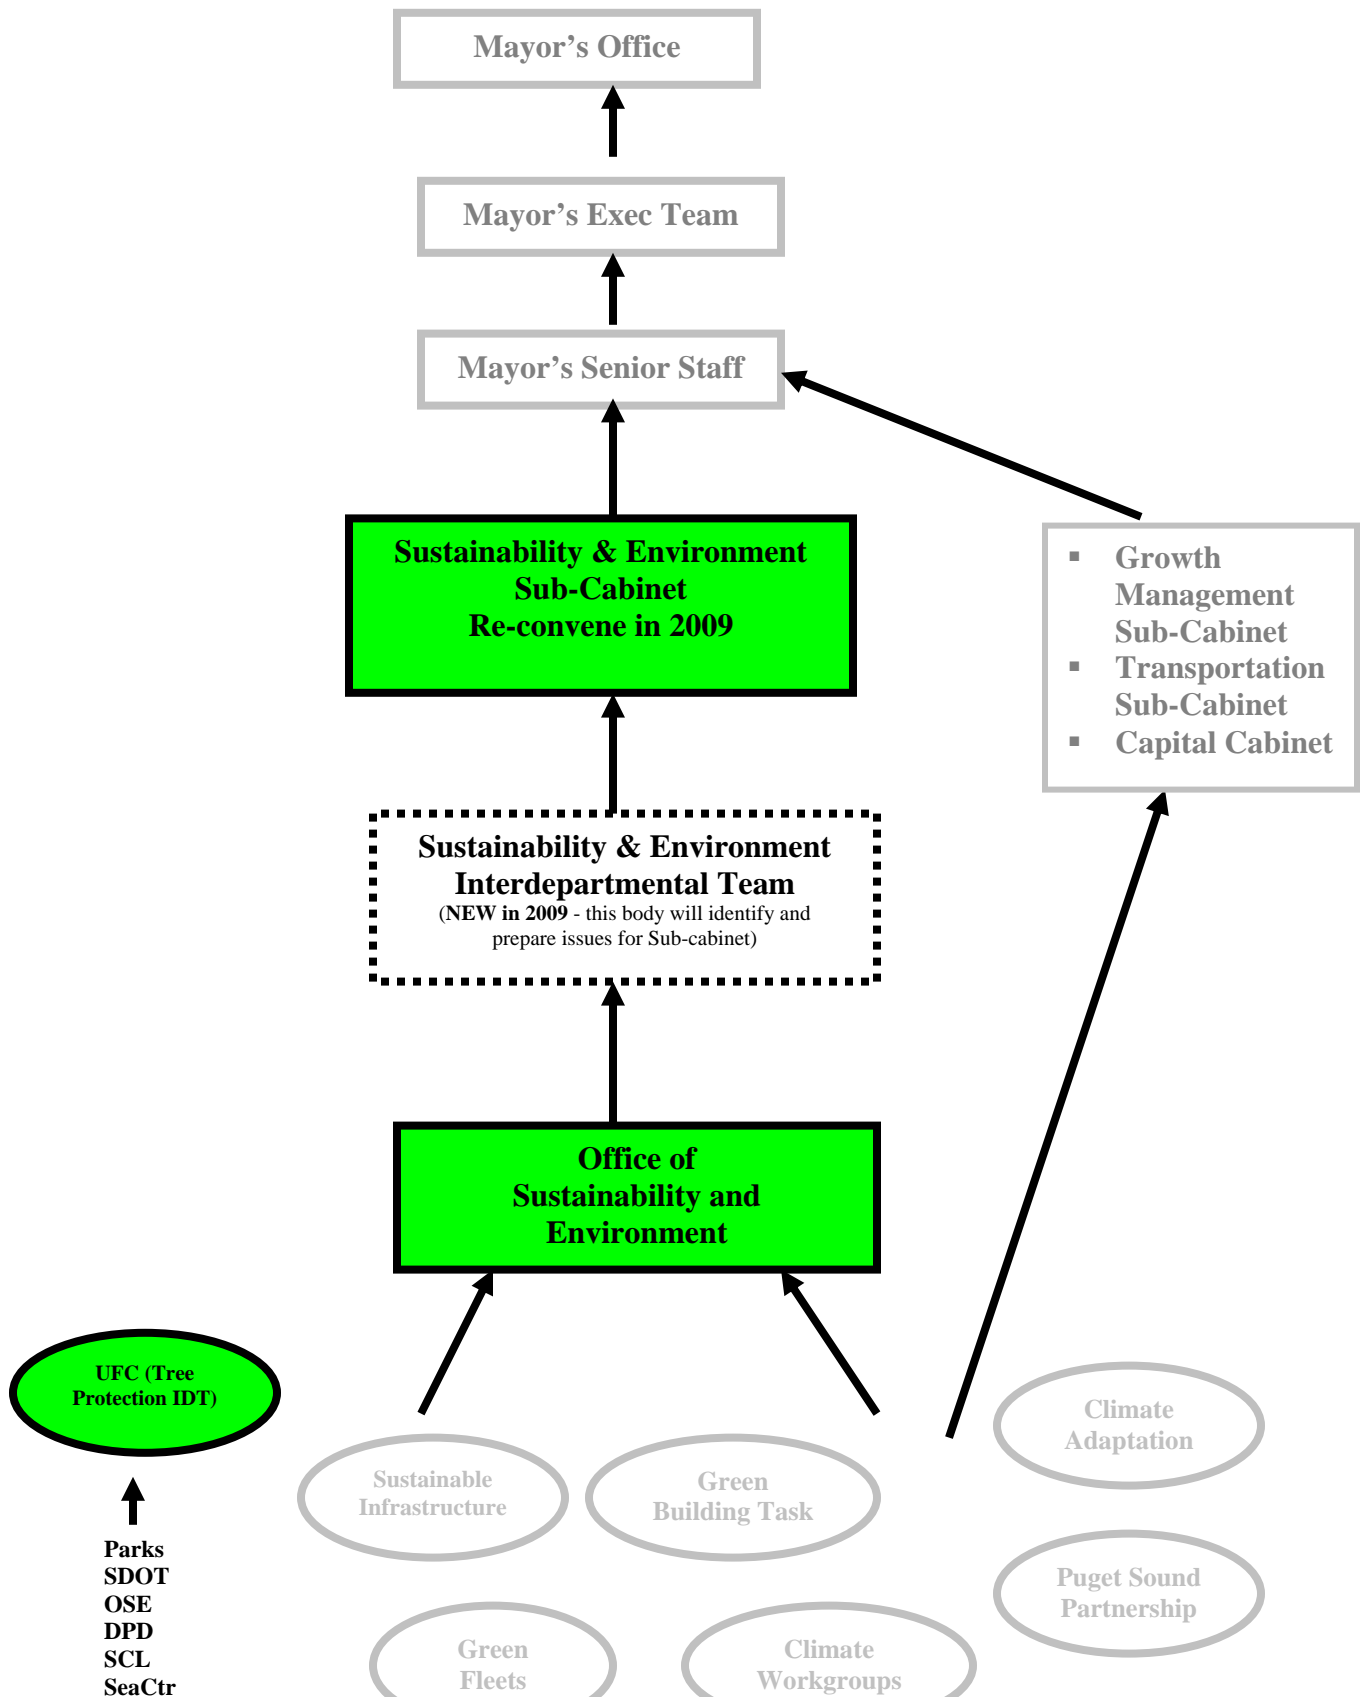 Mayor’s Office
Mayor’s Exec Team
Mayor’s Senior Staff
Sustainability & Environment
Sub-Cabinet
Re-convene in 2009
▪ Growth
Management
Sub-Cabinet
▪ Transportation
Sub-Cabinet
▪ Capital Cabinet
Sustainability & Environment
Interdepartmental Team
(NEW in 2009 - this body will identify and
prepare issues for Sub-cabinet)
Office of
Sustainability and
Environment
UFC (Tree
Protection IDT)
Parks
SDOT
OSE
DPD
SCL
SeaCtr
Sustainable
Infrastructure
Green
Building Task
Climate
Adaptation
Puget Sound
Partnership
Green
Fleets
Climate
Workgroups